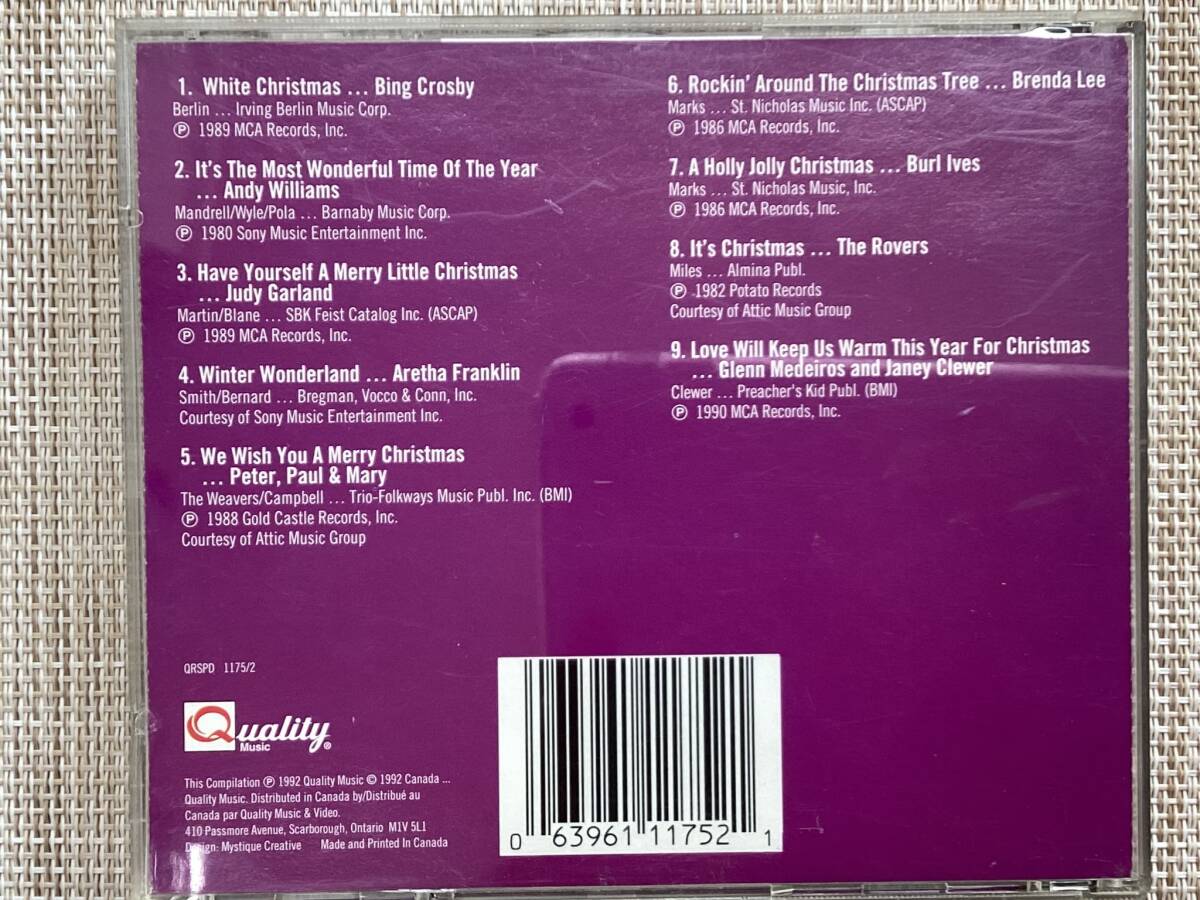 1. White Christmas ... Bing Crosby
Berlin ... Irving Berlin Music Corp.
℗ 1989 MCA Records, Inc.
2. It's The Most Wonderful Time Of The Year
... Andy Williams
Mandrell/Wyle/Pola ... Barnaby Music Corp.
℗ 1980 Sony Music Entertainment Inc.
3. Have Yourself A Merry Little Christmas
... Judy Garland
Martin/Blane ... SBK Feist Catalog Inc. (ASCAP)
℗ 1989 MCA Records, Inc.
4. Winter Wonderland ... Aretha Franklin
Smith/Bernard ... Bregman, Vocco & Conn, Inc.
Courtesy of Sony Music Entertainment Inc.
5. We Wish You A Merry Christmas
... Peter, Paul & Mary
The Weavers/Campbell ... Trio-Folkways Music Publ. Inc. (BMI)
℗ 1988 Gold Castle Records, Inc.
Courtesy of Attic Music Group
6. Rockin' Around The Christmas Tree ... Brenda Lee
Marks ... St. Nicholas Music Inc. (ASCAP)
℗ 1986 MCA Records, Inc.
7. A Holly Jolly Christmas ... Burl Ives
Marks ... St. Nicholas Music, Inc.
℗ 1986 MCA Records, Inc.
8. It's Christmas ... The Rovers
Miles ... Almina Publ.
℗ 1982 Potato Records
Courtesy of Attic Music Group
9. Love Will Keep Us Warm This Year For Christmas
... Glenn Medeiros and Janey Clewer
Clewer ... Preacher's Kid Publ. (BMI)
℗ 1990 MCA Records, Inc.
QRSPD 1175/2
Quality
Music ®
This Compilation ℗ 1992 Quality Music © 1992 Canada ...
Quality Music. Distributed in Canada by/Distribué au
Canada par Quality Music & Video.
410 Passmore Avenue, Scarborough, Ontario M1V 5L1
Design: Mystique Creative Made and Printed In Canada
0 63961 11752 1